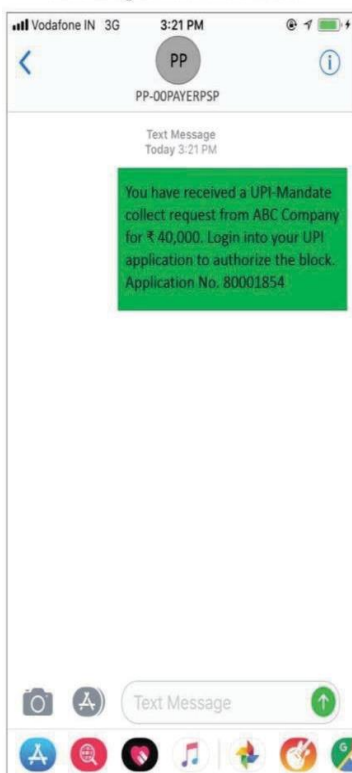 Vodafone IN 3G 3:21 PM
PP
PP-00PAYERPSP
Text Message
Today 3:21 PM
You have received a UPI-Mandate
collect request from ABC Company
for ₹ 40,000. Login into your UPI
application to authorize the block.
Application No. 80001854
Text Message